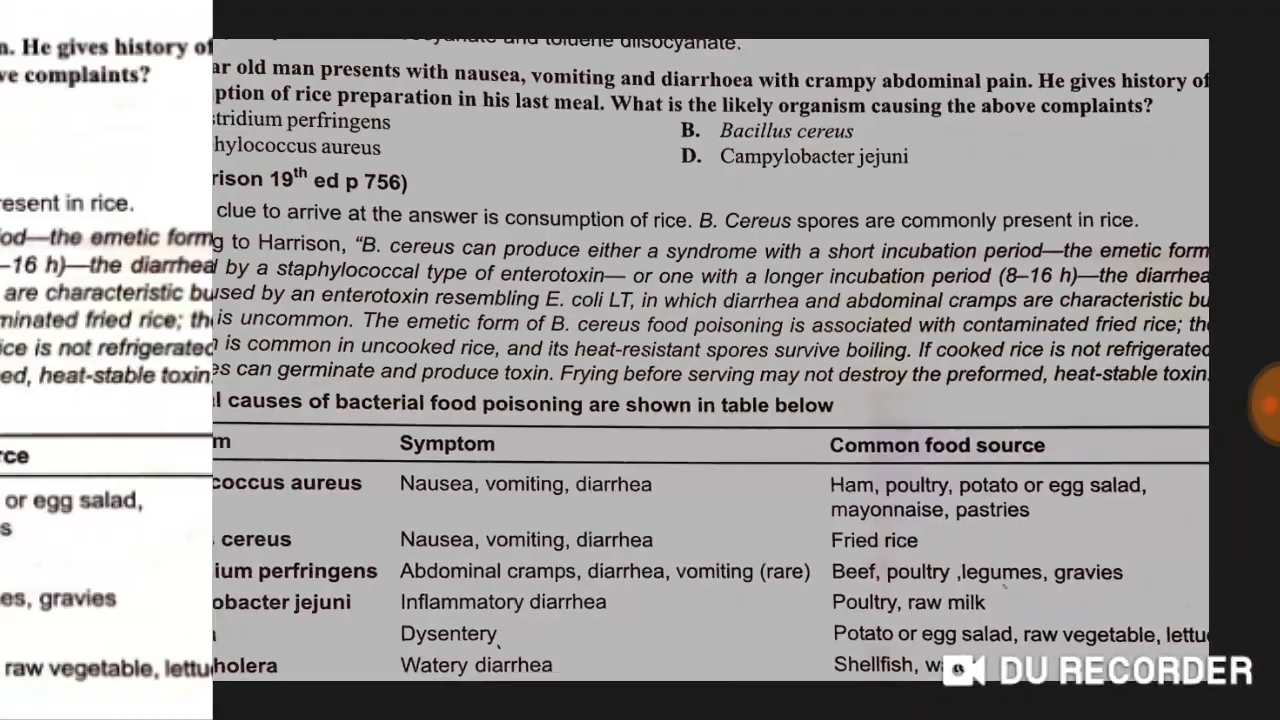 n. He gives history of
ve complaints?
esent in rice.
od—the emetic form
–16 h)—the diarrhea
are characteristic bu
minated fried rice; th
ice is not refrigerated
ed, heat-stable toxin.
rce
or egg salad,
s
es, gravies
raw vegetable, lettu
ocyanate and toluene diisocyanate.
ar old man presents with nausea, vomiting and diarrhoea with crampy abdominal pain. He gives history of
ption of rice preparation in his last meal. What is the likely organism causing the above complaints?
stridium perfringens B. Bacillus cereus
hylococcus aureus D. Campylobacter jejuni
rison 19th ed p 756)
clue to arrive at the answer is consumption of rice. B. Cereus spores are commonly present in rice.
g to Harrison, “B. cereus can produce either a syndrome with a short incubation period—the emetic form
by a staphylococcal type of enterotoxin— or one with a longer incubation period (8–16 h)—the diarrhea
used by an enterotoxin resembling E. coli LT, in which diarrhea and abdominal cramps are characteristic bu
is uncommon. The emetic form of B. cereus food poisoning is associated with contaminated fried rice; the
is common in uncooked rice, and its heat-resistant spores survive boiling. If cooked rice is not refrigerated
es can germinate and produce toxin. Frying before serving may not destroy the preformed, heat-stable toxin.
l causes of bacterial food poisoning are shown in table below
m Symptom Common food source
coccus aureus Nausea, vomiting, diarrhea Ham, poultry, potato or egg salad,
mayonnaise, pastries
cereus Nausea, vomiting, diarrhea Fried rice
ium perfringens Abdominal cramps, diarrhea, vomiting (rare) Beef, poultry ,legumes, gravies
obacter jejuni Inflammatory diarrhea Poultry, raw milk
Dysentery Potato or egg salad, raw vegetable, lettu
holera Watery diarrhea Shellfish, w
DU RECORDER